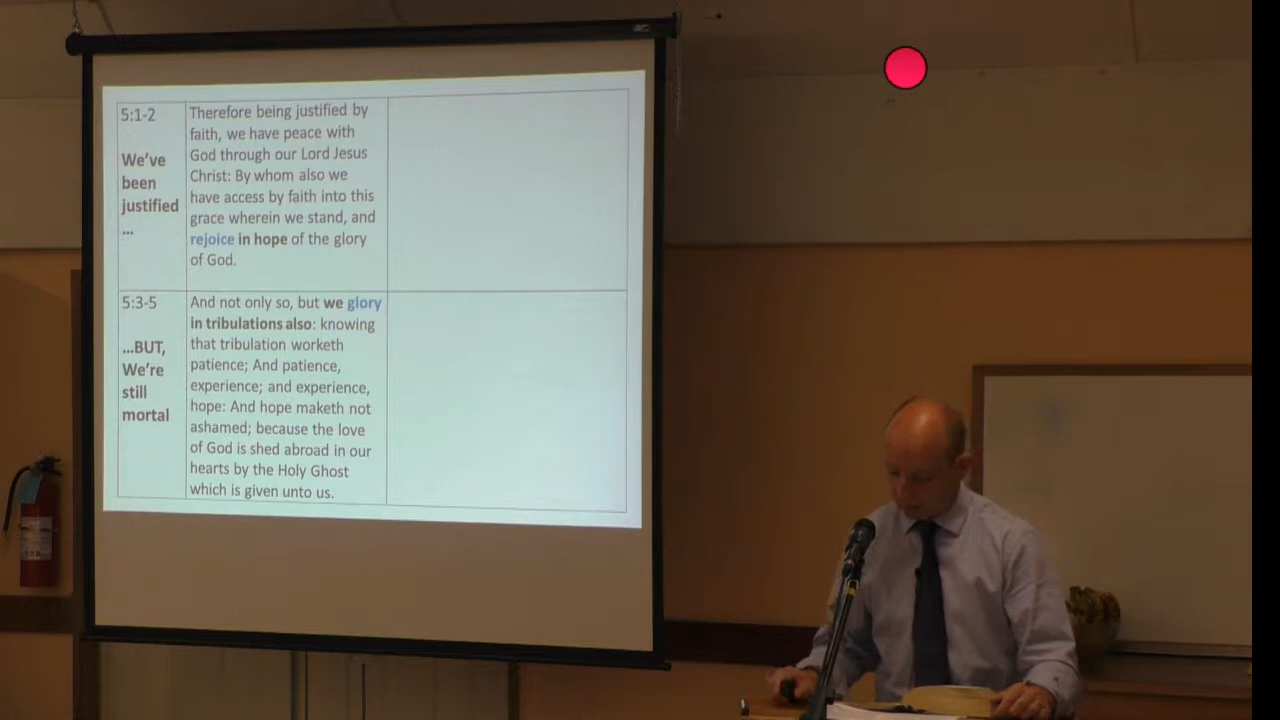 5:1-2
We've
been
justified
...
Therefore being justified by
faith, we have peace with
God through our Lord Jesus
Christ: By whom also we
have access by faith into this
grace wherein we stand, and
rejoice in hope of the glory
of God.
5:3-5
...BUT,
We're
still
mortal
And not only so, but we glory
in tribulations also: knowing
that tribulation worketh
patience; And patience,
experience; and experience,
hope: And hope maketh not
ashamed; because the love
of God is shed abroad in our
hearts by the Holy Ghost
which is given unto us.